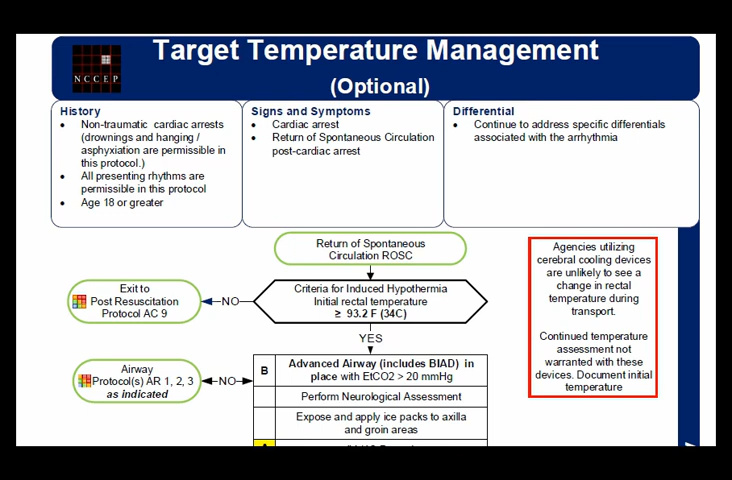 Target Temperature Management
(Optional)
NCCEP
History
• Non-traumatic cardiac arrests
(drownings and hanging /
asphyxiation are permissible in
this protocol.)
• All presenting rhythms are
permissible in this protocol
• Age 18 or greater
Signs and Symptoms
• Cardiac arrest
• Return of Spontaneous Circulation
post-cardiac arrest
Differential
• Continue to address specific differentials
associated with the arrhythmia
Return of Spontaneous
Circulation ROSC
Criteria for Induced Hypothermia
Initial rectal temperature
≥ 93.2 F (34C)
NO
Exit to
Post Resuscitation
Protocol AC 9
YES
B
Advanced Airway (includes BIAD) in
place with EtCO2 > 20 mmHg
NO
Airway
Protocol(s) AR 1, 2, 3
as indicated
Perform Neurological Assessment
Expose and apply ice packs to axilla
and groin areas
Agencies utilizing
cerebral cooling devices
are unlikely to see a
change in rectal
temperature during
transport.
Continued temperature
assessment not
warranted with these
devices. Document initial
temperature